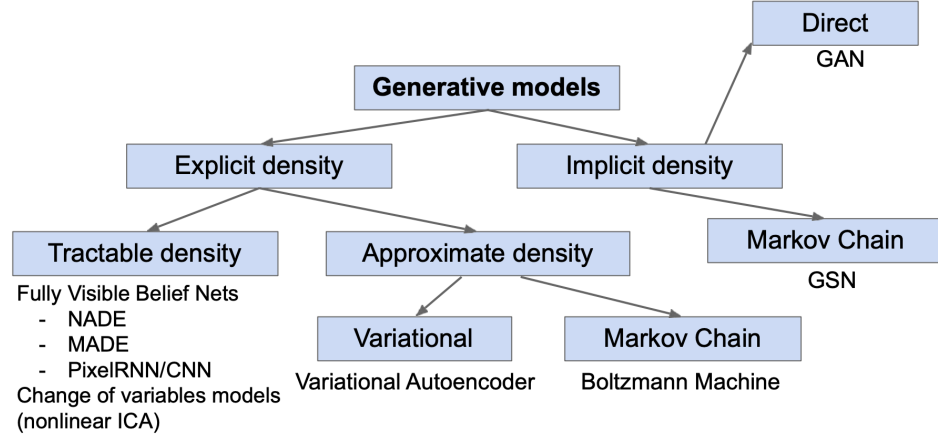 Direct
GAN
Generative models
Explicit density
Implicit density
Tractable density
Approximate density
Markov Chain
GSN
Fully Visible Belief Nets
- NADE
- MADE
- PixelRNN/CNN
Change of variables models
(nonlinear ICA)
Variational
Variational Autoencoder
Markov Chain
Boltzmann Machine